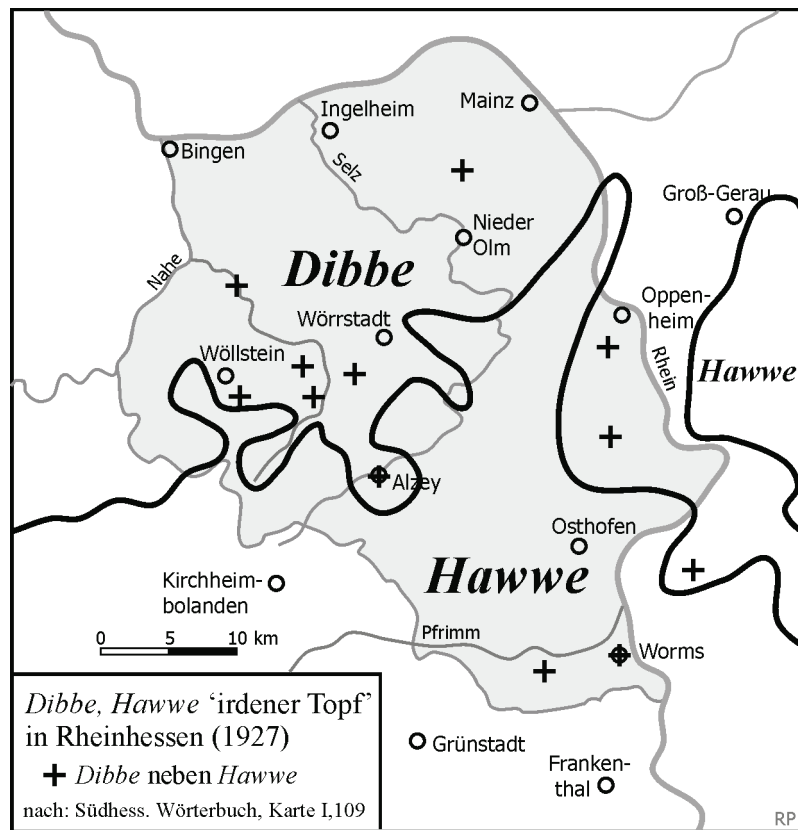 Mainz
Ingelheim
Bingen
Selz
Groß-Gerau
Nieder
Olm
Nahe
Dibbe
Wörrstadt
Oppen-
heim
Wöllstein
Rhein
Hawwe
Alzey
Osthofen
Hawwe
Kirchheim-
bolanden
0 5 10 km
Pfrimm
Worms
Dibbe, Hawwe ‘irdener Topf’
in Rheinhessen (1927)
+ Dibbe neben Hawwe
nach: Südhess. Wörterbuch, Karte I,109
Grünstadt
Franken-
thal
RP